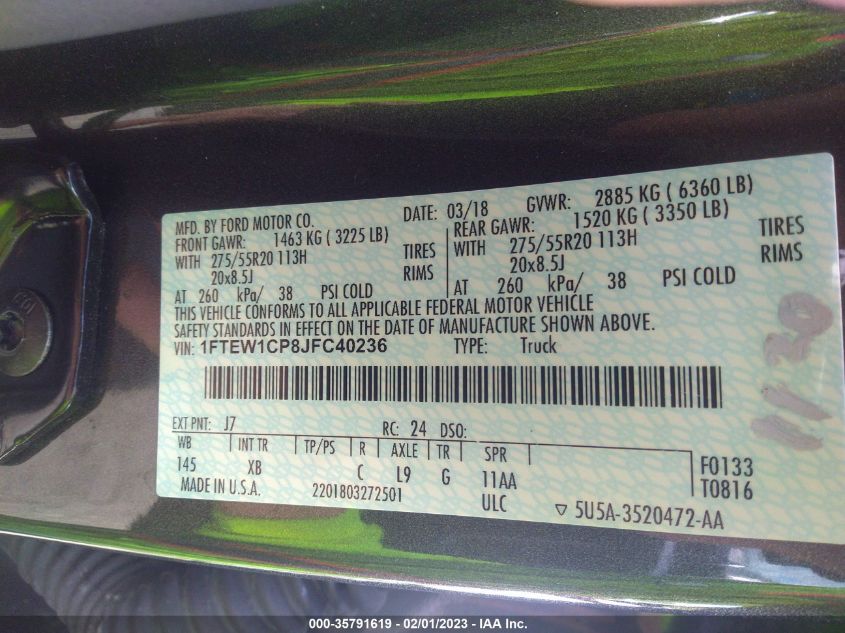 MFD. BY FORD MOTOR CO. DATE: 03/18 GVWR: 2885 KG ( 6360 LB)
FRONT GAWR: 1463 KG ( 3225 LB) REAR GAWR: 1520 KG ( 3350 LB)
WITH 275/55R20 113H TIRES WITH 275/55R20 113H TIRES
20x8.5J RIMS 20x8.5J RIMS
AT 260 kPa/ 38 PSI COLD AT 260 kPa/ 38 PSI COLD
THIS VEHICLE CONFORMS TO ALL APPLICABLE FEDERAL MOTOR VEHICLE
SAFETY STANDARDS IN EFFECT ON THE DATE OF MANUFACTURE SHOWN ABOVE.
VIN: 1FTEW1CP8JFC40236 TYPE: Truck
1130
EXT PNT: J7 RC: 24 DSO:
WB INT TR TP/PS R AXLE TR SPR
145 XB C L9 G 11AA F0133
MADE IN U.S.A. 2201803272501 ULC T0816
▽ 5U5A-3520472-AA
000-35791619 - 02/01/2023 - IAA Inc.